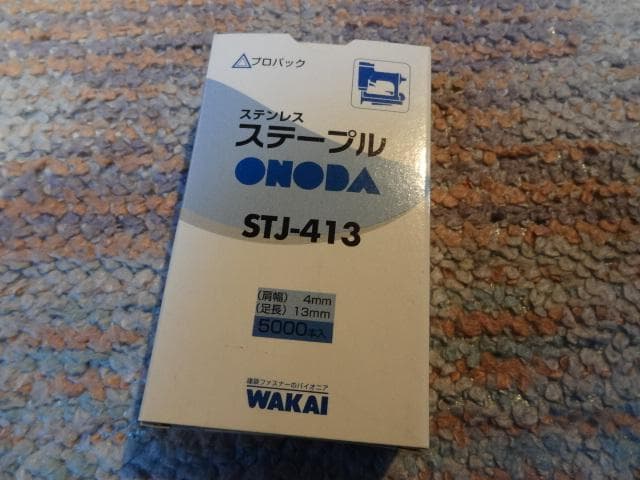 プロパック
ステンレス
ステープル
ONODA
STJ-413
(肩幅) 4mm
(足長) 13mm
5000本入
建築ファスナーのパイオニア
WAKAI